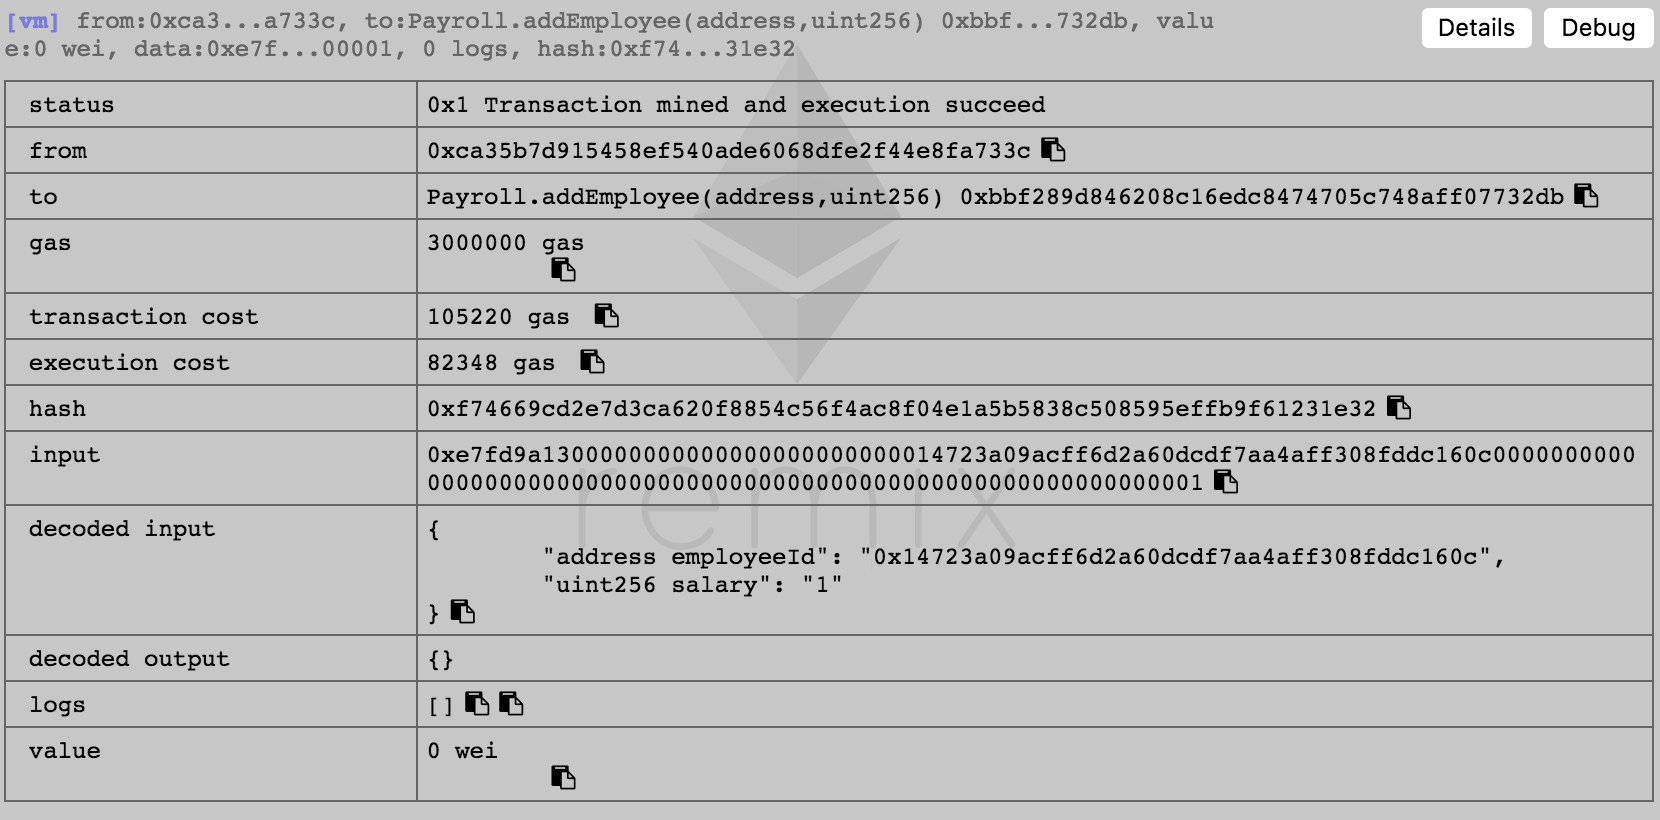 [vm] from:0xca3...a733c, to:Payroll.addEmployee(address,uint256) 0xbbf...732db, valu
e:0 wei, data:0xe7f...00001, 0 logs, hash:0xf74...31e32
Details
Debug
status 0x1 Transaction mined and execution succeed
from 0xca35b7d915458ef540ade6068dfe2f44e8fa733c
to Payroll.addEmployee(address,uint256) 0xbbf289d846208c16edc8474705c748aff07732db
gas 3000000 gas
transaction cost 105220 gas
execution cost 82348 gas
hash 0xf74669cd2e7d3ca620f8854c56f4ac8f04e1a5b5838c508595effb9f61231e32
input 0xe7fd9a1300000000000000000000000014723a09acff6d2a60dcdf7aa4aff308fddc160c0000000000
000000000000000000000000000000000000000000000000000001
decoded input {
"address employeeId": "0x14723a09acff6d2a60dcdf7aa4aff308fddc160c",
"uint256 salary": "1"
}
decoded output {}
logs []
value 0 wei
remix